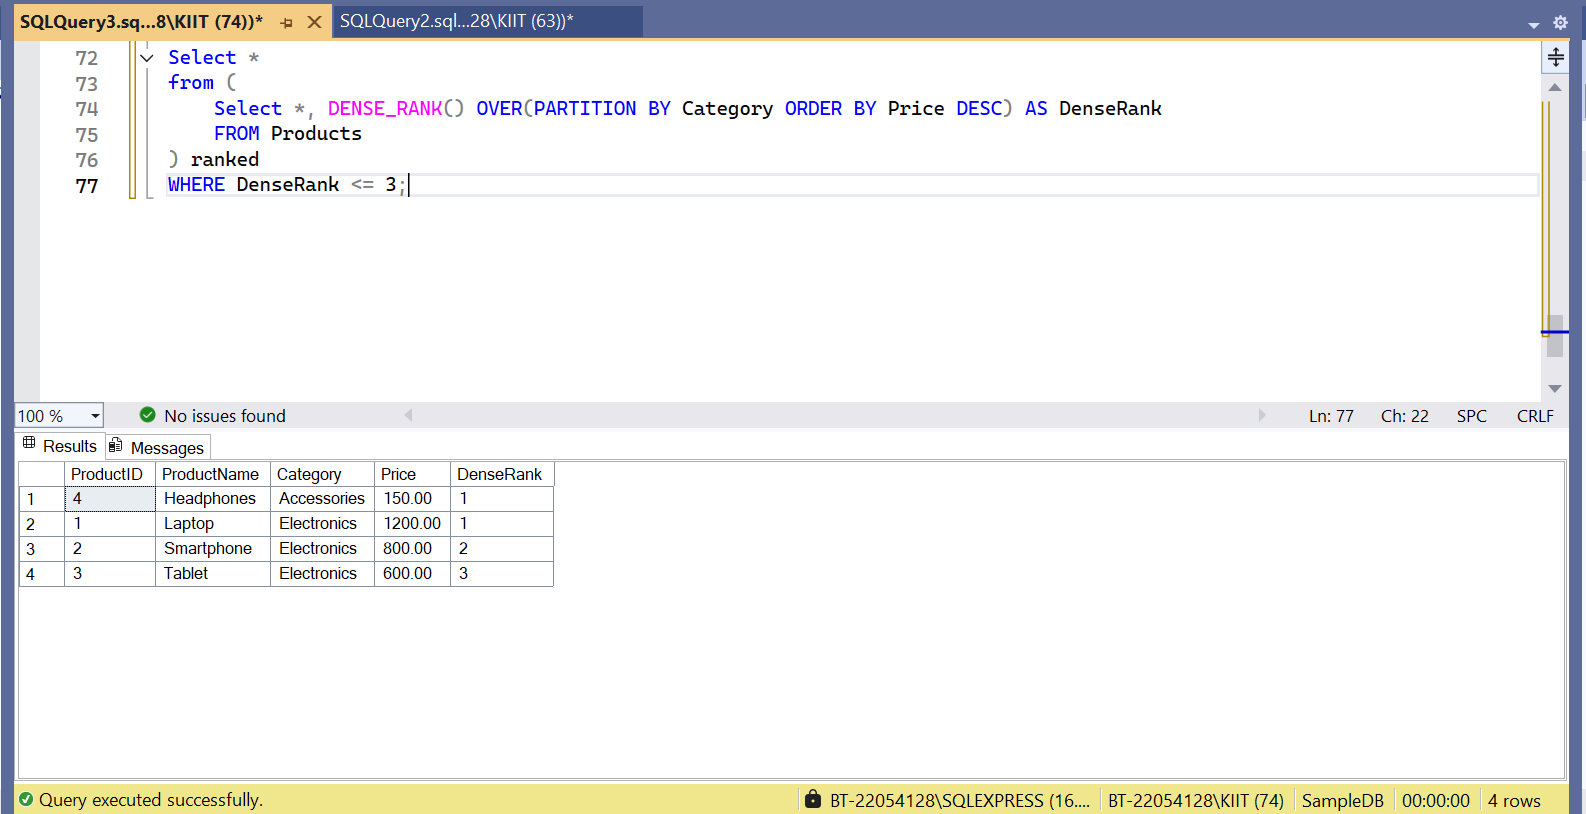 SQLQuery3.sq...8\KIIT (74))* SQLQuery2.sql...28\KIIT (63))*
72 Select *
73 from (
74 Select *, DENSE_RANK() OVER(PARTITION BY Category ORDER BY Price DESC) AS DenseRank
75 FROM Products
76 ) ranked
77 WHERE DenseRank <= 3;
100 % No issues found Ln: 77 Ch: 22 SPC CRLF
Results Messages
ProductID ProductName Category Price DenseRank
1 4 Headphones Accessories 150.00 1
2 1 Laptop Electronics 1200.00 1
3 2 Smartphone Electronics 800.00 2
4 3 Tablet Electronics 600.00 3
Query executed successfully. BT-22054128\SQLEXPRESS (16.... BT-22054128\KIIT (74) SampleDB 00:00:00 4 rows